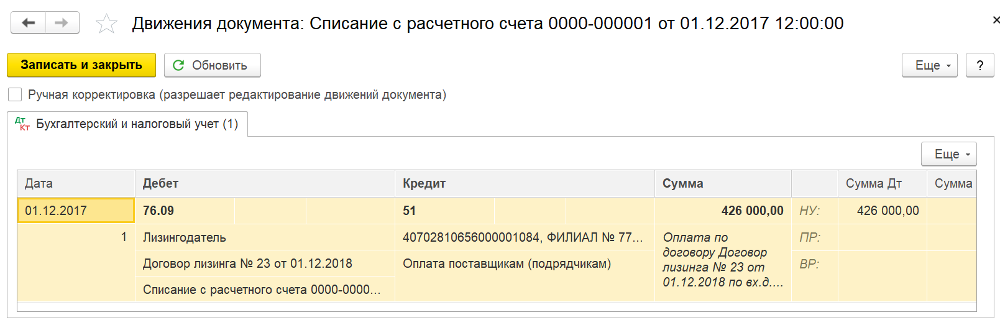 Движения документа: Списание с расчетного счета 0000-000001 от 01.12.2017 12:00:00
Записать и закрыть Обновить Еще ?
Ручная корректировка (разрешает редактирование движений документа)
Дт Кт Бухгалтерский и налоговый учет (1)
Еще
Дата Дебет Кредит Сумма Сумма Дт Сумма
01.12.2017 76.09 51 426 000,00 НУ: 426 000,00
1 Лизингодатель 40702810656000001084, ФИЛИАЛ № 77... Оплата по ПР:
договору Договор
Договор лизинга № 23 от 01.12.2018 Оплата поставщикам (подрядчикам) лизинга № 23 от ВР:
01.12.2018 по вх.д....
Списание с расчетного счета 0000-0000...